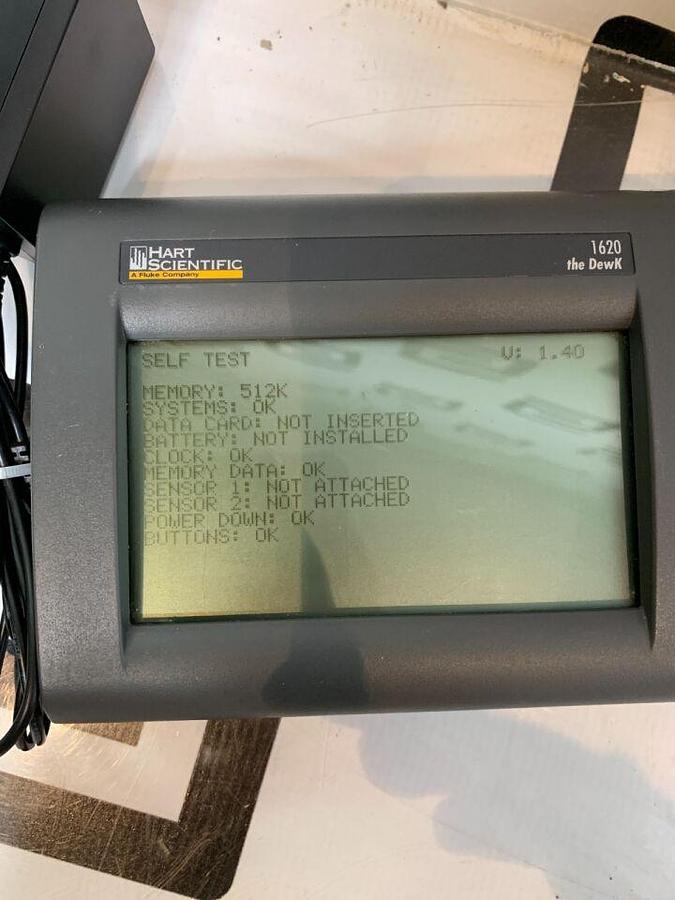 HART
SCIENTIFIC
A Fluke Company
1620
the DewK
SELF TEST V: 1.40
MEMORY: 512K
SYSTEMS: OK
DATA CARD: NOT INSERTED
BATTERY: NOT INSTALLED
CLOCK: OK
MEMORY DATA: OK
SENSOR 1: NOT ATTACHED
SENSOR 2: NOT ATTACHED
POWER DOWN: OK
BUTTONS: OK